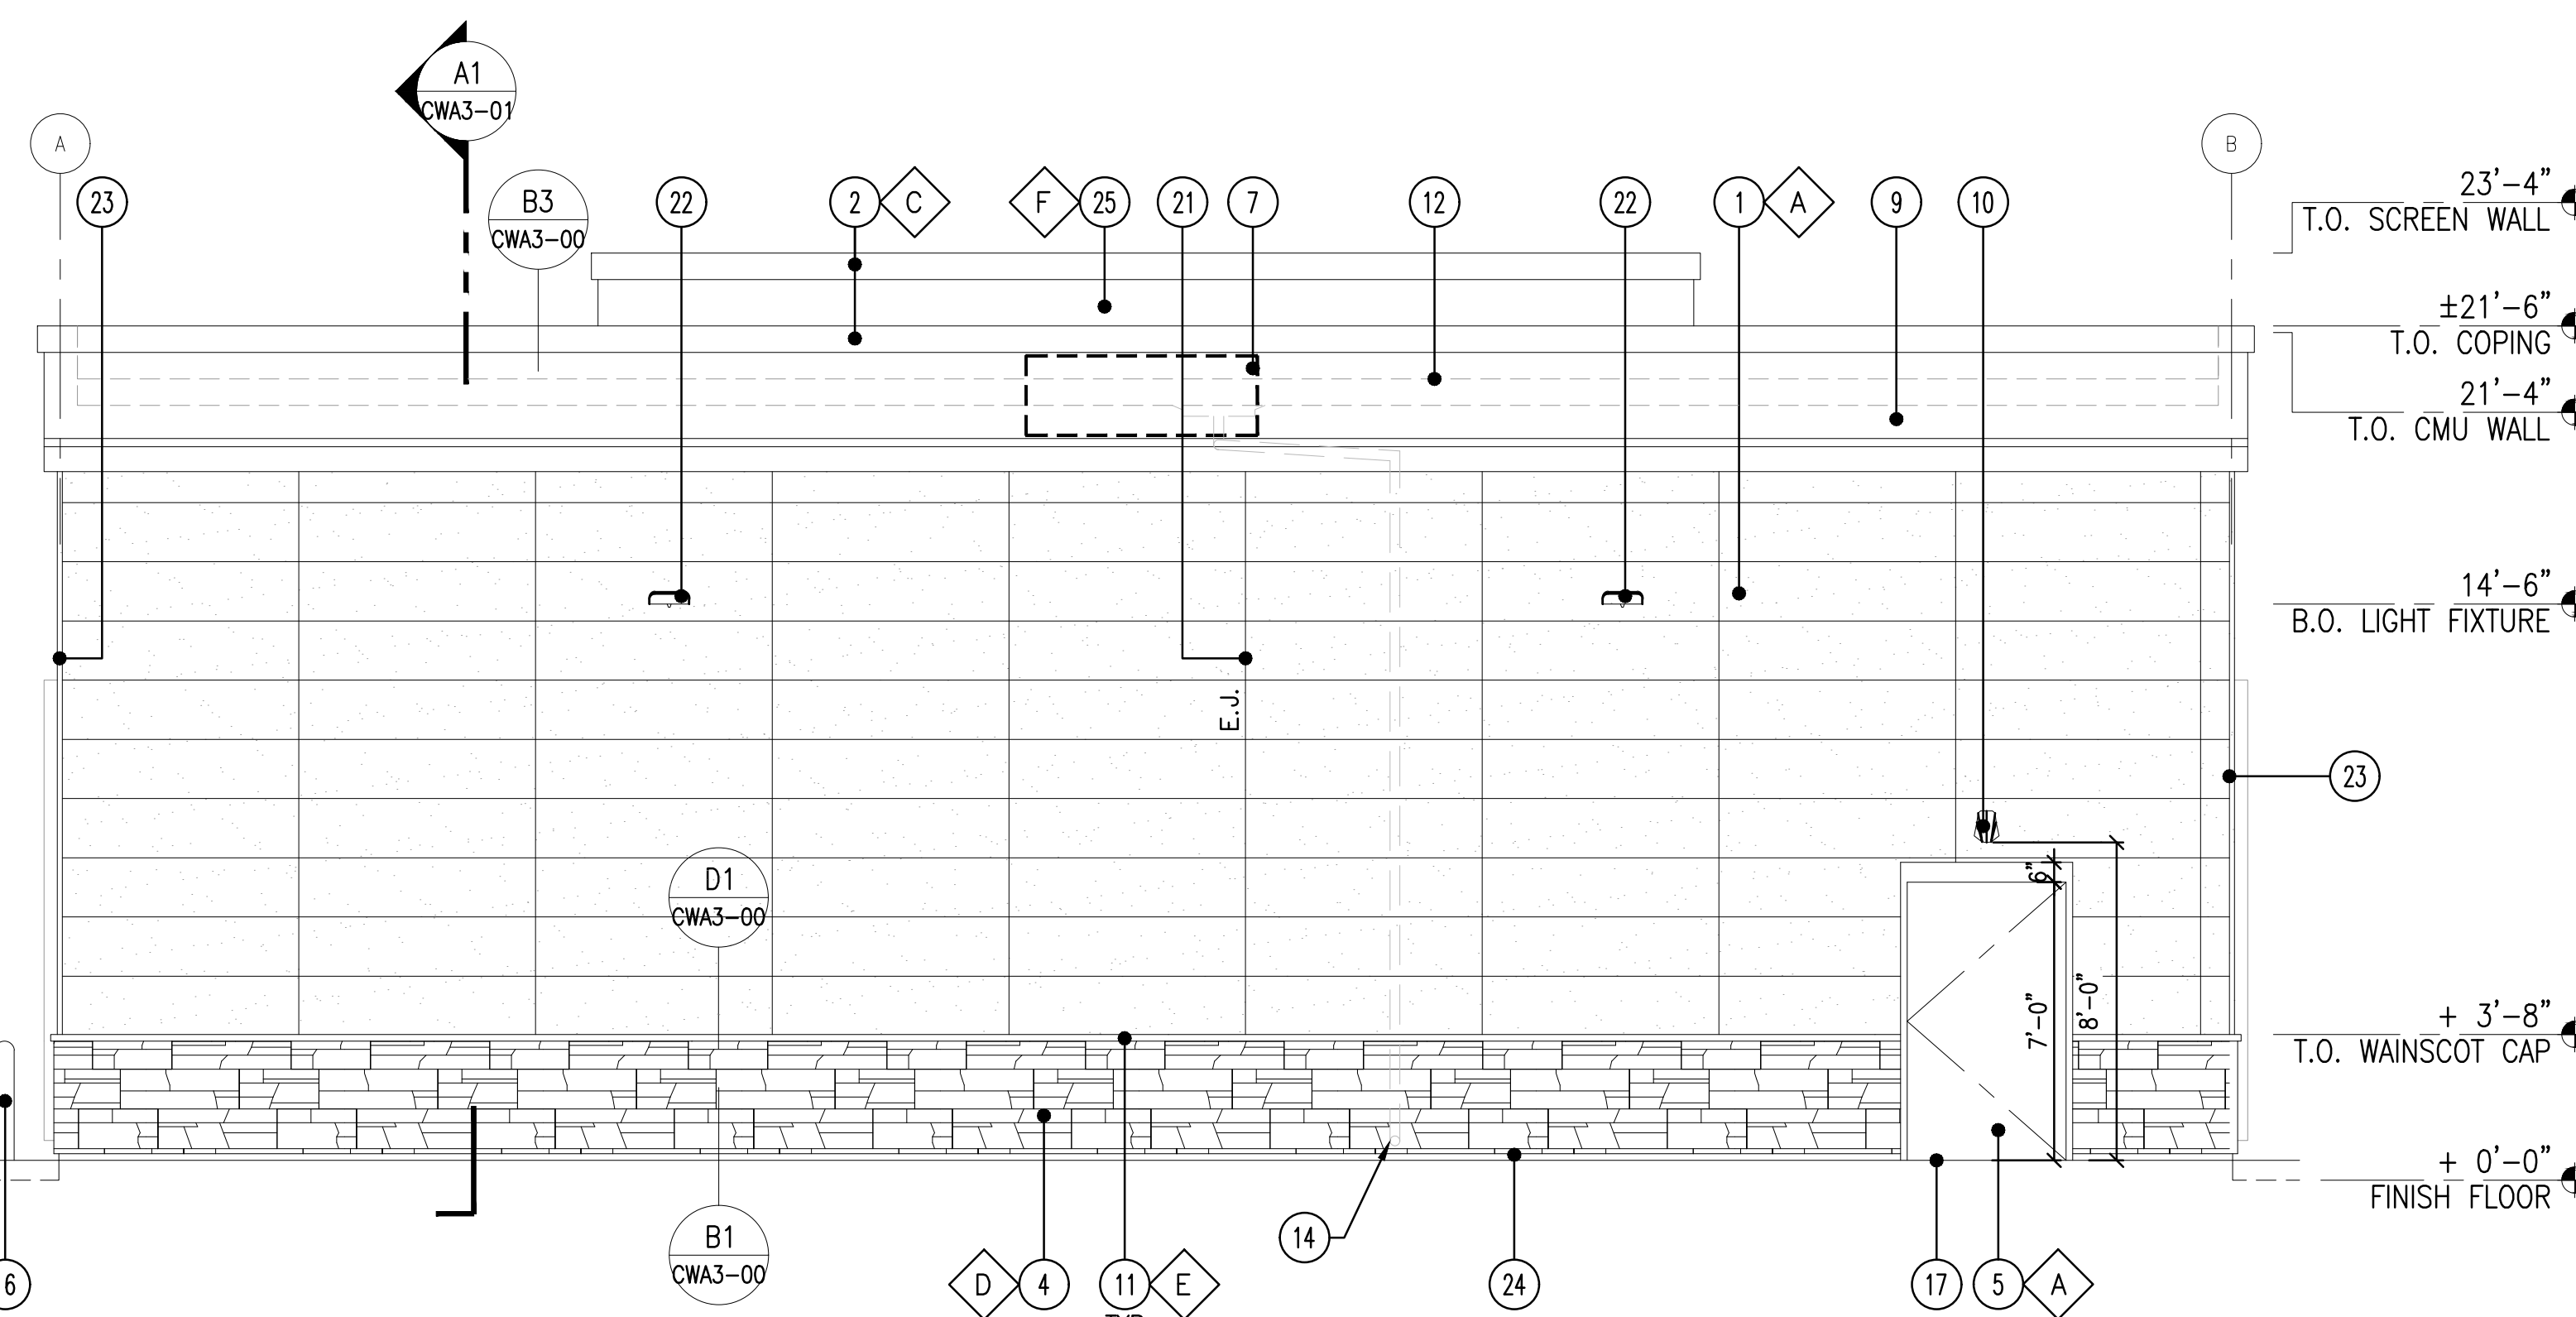 A1
CWA3-01
A
B
23
B3
CWA3-00
22
2
C
F
25
21
7
12
22
1
A
9
10
23'-4"
T.O. SCREEN WALL
±21'-6"
T.O. COPING
21'-4"
T.O. CMU WALL
14'-6"
B.O. LIGHT FIXTURE
E.J.
23
6"
D1
CWA3-00
7'-0"
8'-0"
+ 3'-8"
T.O. WAINSCOT CAP
+ 0'-0"
FINISH FLOOR
B1
CWA3-00
14
6
D
4
11
E
24
17
5
A